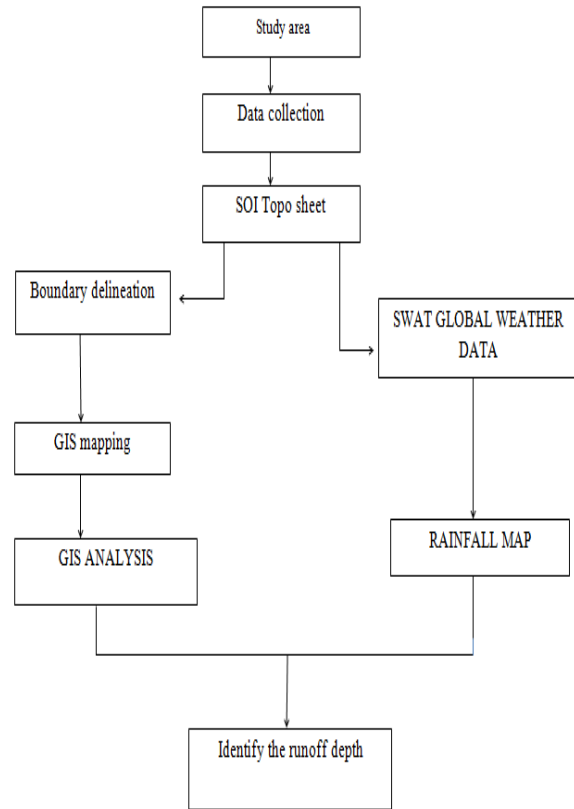 Study area
Data collection
SOI Topo sheet
Boundary delineation
SWAT GLOBAL WEATHER
DATA
GIS mapping
GIS ANALYSIS
RAINFALL MAP
Identify the runoff depth